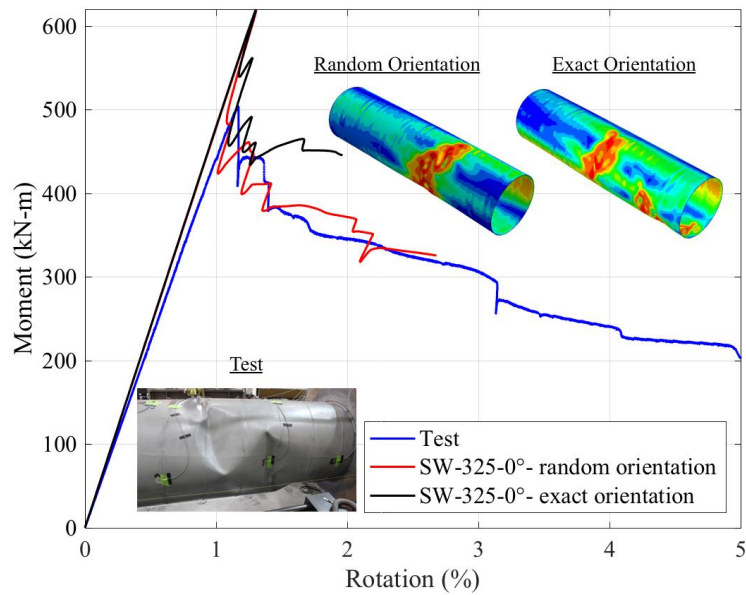 600
500
400
300
200
100
0
Moment (kN-m)
Random Orientation
Exact Orientation
Test
Test
SW-325-0°- random orientation
SW-325-0°- exact orientation
0
1
2
3
4
5
Rotation (%)